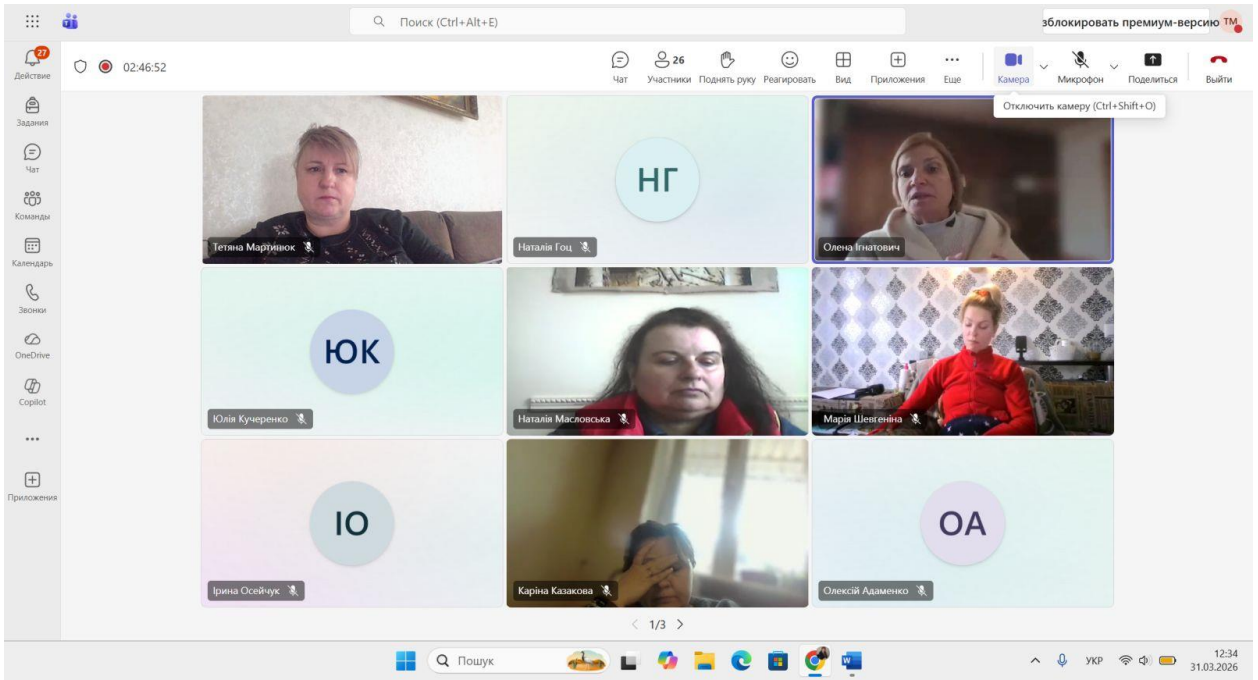 Поиск (Ctrl+Alt+E)
зблокировать премиум-версию
TM
27
Действие
Задания
Чат
Команды
Календарь
Звонки
OneDrive
Copilot
Приложения
02:46:52
Чат
26
Участники
Поднять руку
Реагировать
Вид
Приложения
Еще
Камера
Микрофон
Поделиться
Выйти
Отключить камеру (Ctrl+Shift+O)
Тетяна Мартинюк
НГ
Наталія Гоц
Олена Ігнатович
ЮК
Юлія Кучеренко
Наталія Масловська
Марія Шевгеніна
ІО
Ірина Осейчук
Каріна Казакова
ОА
Олексій Адаменко
1/3
Пошук
УКР
12:34
31.03.2026